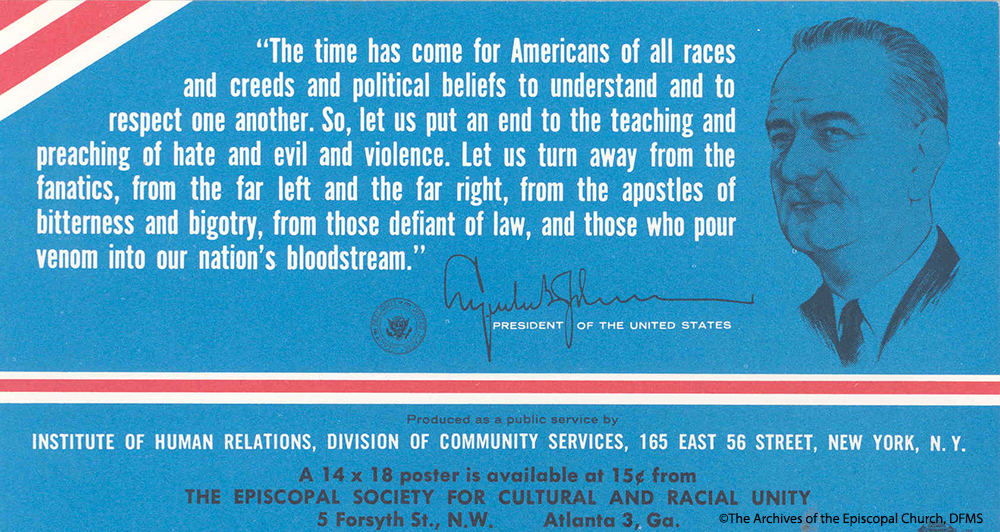 “The time has come for Americans of all races
and creeds and political beliefs to understand and to
respect one another. So, let us put an end to the teaching and
preaching of hate and evil and violence. Let us turn away from the
fanatics, from the far left and the far right, from the apostles of
bitterness and bigotry, from those defiant of law, and those who pour
venom into our nation’s bloodstream.”
Lyndon B. Johnson
PRESIDENT OF THE UNITED STATES
Produced as a public service by
INSTITUTE OF HUMAN RELATIONS, DIVISION OF COMMUNITY SERVICES, 165 EAST 56 STREET, NEW YORK, N. Y.
A 14 x 18 poster is available at 15¢ from
THE EPISCOPAL SOCIETY FOR CULTURAL AND RACIAL UNITY
5 Forsyth St., N.W. Atlanta 3, Ga.
©The Archives of the Episcopal Church, DFMS